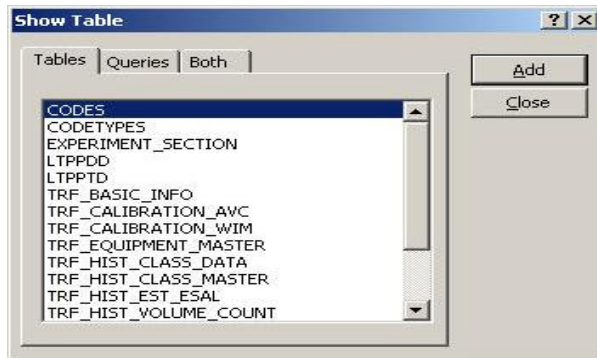 Show Table
Tables Queries Both
Add
Close
CODES
CODETYPES
EXPERIMENT_SECTION
LTPPDD
LTPPTD
TRF_BASIC_INFO
TRF_CALIBRATION_AVC
TRF_CALIBRATION_WIM
TRF_EQUIPMENT_MASTER
TRF_HIST_CLASS_DATA
TRF_HIST_CLASS_MASTER
TRF_HIST_EST_ESAL
TRF_HIST_VOLUME_COUNT